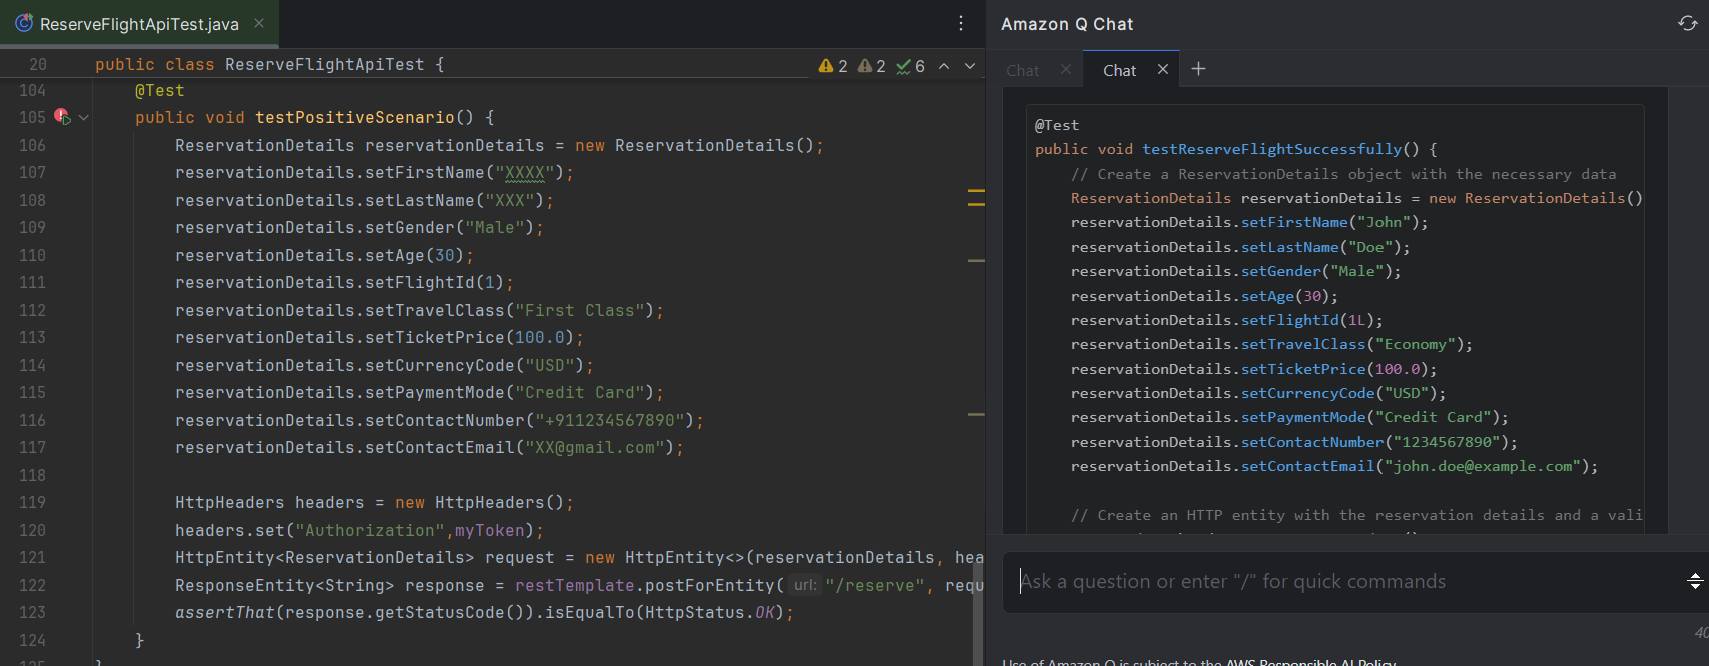 ReserveFlightApiTest.java
20 public class ReserveFlightApiTest {
2 2 6
104 @Test
105 public void testPositiveScenario() {
106 ReservationDetails reservationDetails = new ReservationDetails();
107 reservationDetails.setFirstName("XXXX");
108 reservationDetails.setLastName("XXX");
109 reservationDetails.setGender("Male");
110 reservationDetails.setAge(30);
111 reservationDetails.setFlightId(1);
112 reservationDetails.setTravelClass("First Class");
113 reservationDetails.setTicketPrice(100.0);
114 reservationDetails.setCurrencyCode("USD");
115 reservationDetails.setPaymentMode("Credit Card");
116 reservationDetails.setContactNumber("+911234567890");
117 reservationDetails.setContactEmail("XX@gmail.com");
118
119 HttpHeaders headers = new HttpHeaders();
120 headers.set("Authorization",myToken);
121 HttpEntity<ReservationDetails> request = new HttpEntity<>(reservationDetails, hea
122 ResponseEntity<String> response = restTemplate.postForEntity( url: "/reserve", requ
123 assertThat(response.getStatusCode()).isEqualTo(HttpStatus.OK);
124 }
Amazon Q Chat
Chat Chat
@Test
public void testReserveFlightSuccessfully() {
// Create a ReservationDetails object with the necessary data
ReservationDetails reservationDetails = new ReservationDetails()
reservationDetails.setFirstName("John");
reservationDetails.setLastName("Doe");
reservationDetails.setGender("Male");
reservationDetails.setAge(30);
reservationDetails.setFlightId(1L);
reservationDetails.setTravelClass("Economy");
reservationDetails.setTicketPrice(100.0);
reservationDetails.setCurrencyCode("USD");
reservationDetails.setPaymentMode("Credit Card");
reservationDetails.setContactNumber("1234567890");
reservationDetails.setContactEmail("john.doe@example.com");
// Create an HTTP entity with the reservation details and a vali
Ask a question or enter "/" for quick commands
40
Use of Amazon Q is subject to the AWS Responsible AI Policy